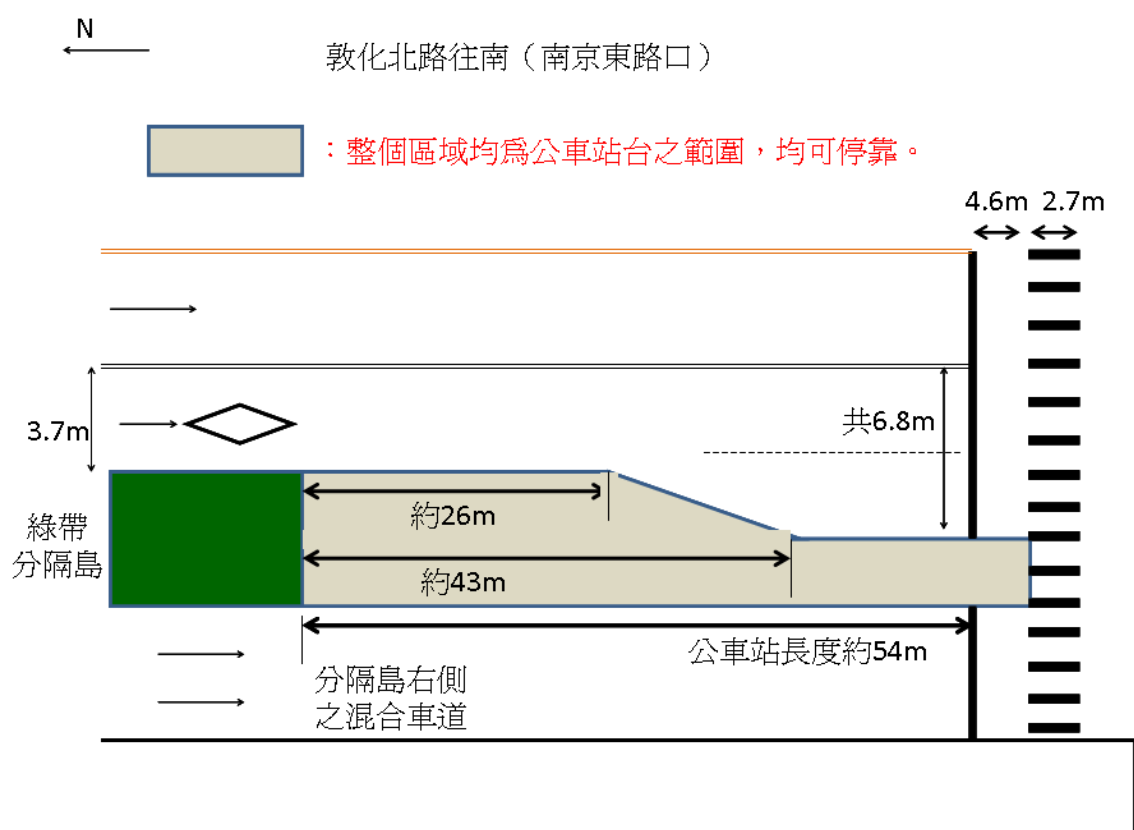 N
敦化北路往南（南京東路口）
：整個區域均為公車站台之範圍，均可停靠。
4.6m 2.7m
3.7m
共6.8m
約26m
綠帶
分隔島
約43m
公車站長度約54m
分隔島右側
之混合車道